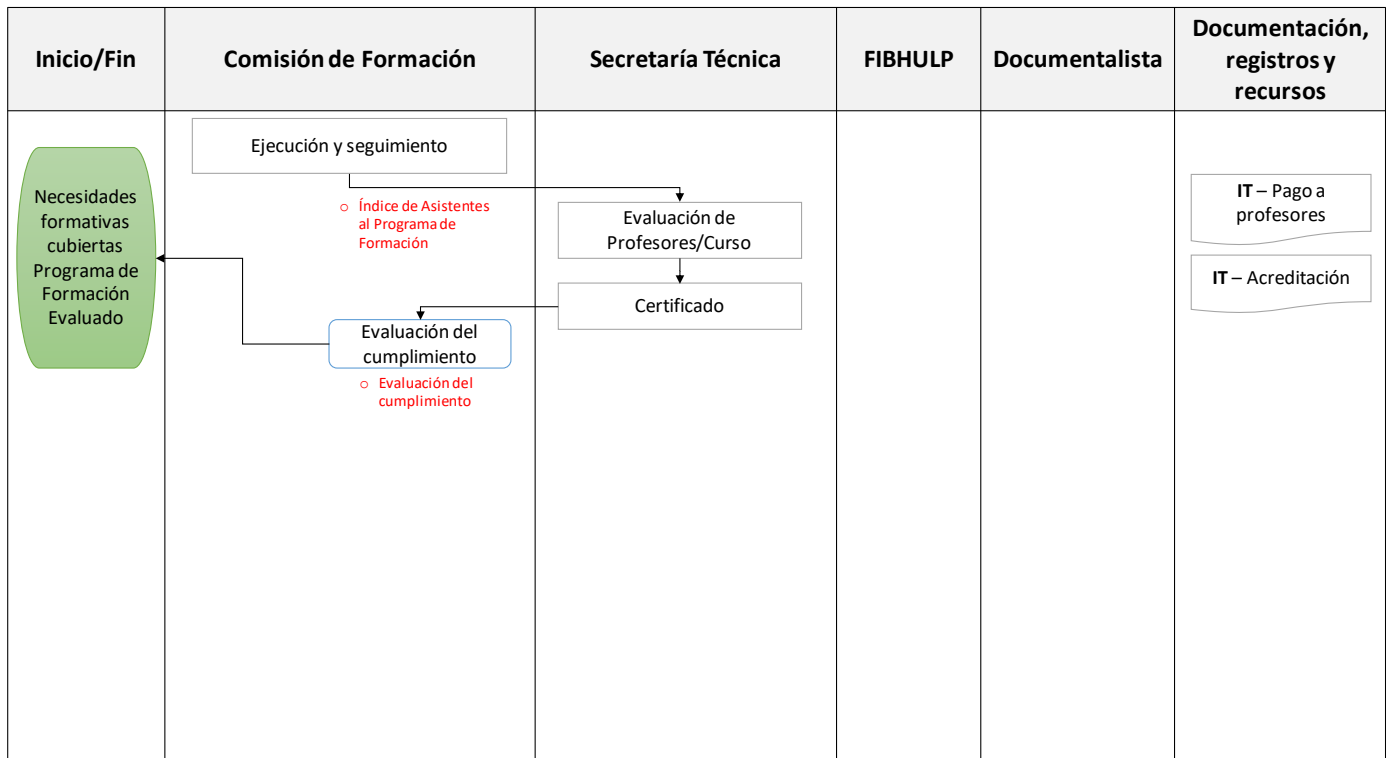 Inicio/Fin
Comisión de Formación
Secretaría Técnica
FIBHULP
Documentalista
Documentación,
registros y
recursos
Ejecución y seguimiento
Necesidades
formativas
cubiertas
Programa de
Formación
Evaluado
o Índice de Asistentes
al Programa de
Formación
Evaluación de
Profesores/Curso
Certificado
Evaluación del
cumplimiento
o Evaluación del
cumplimiento
IT – Pago a
profesores
IT – Acreditación